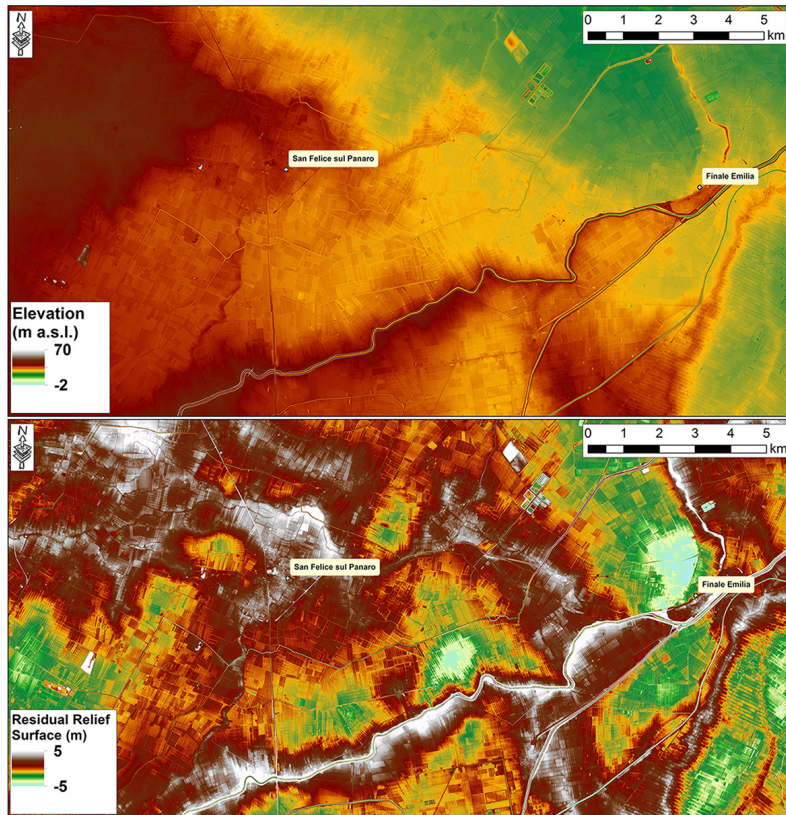 N
0 1 2 3 4 5
km
San Felice sul Panaro
Finale Emilia
Elevation
(m a.s.l.)
70
-2
N
0 1 2 3 4 5
km
San Felice sul Panaro
Finale Emilia
Residual Relief
Surface (m)
5
-5